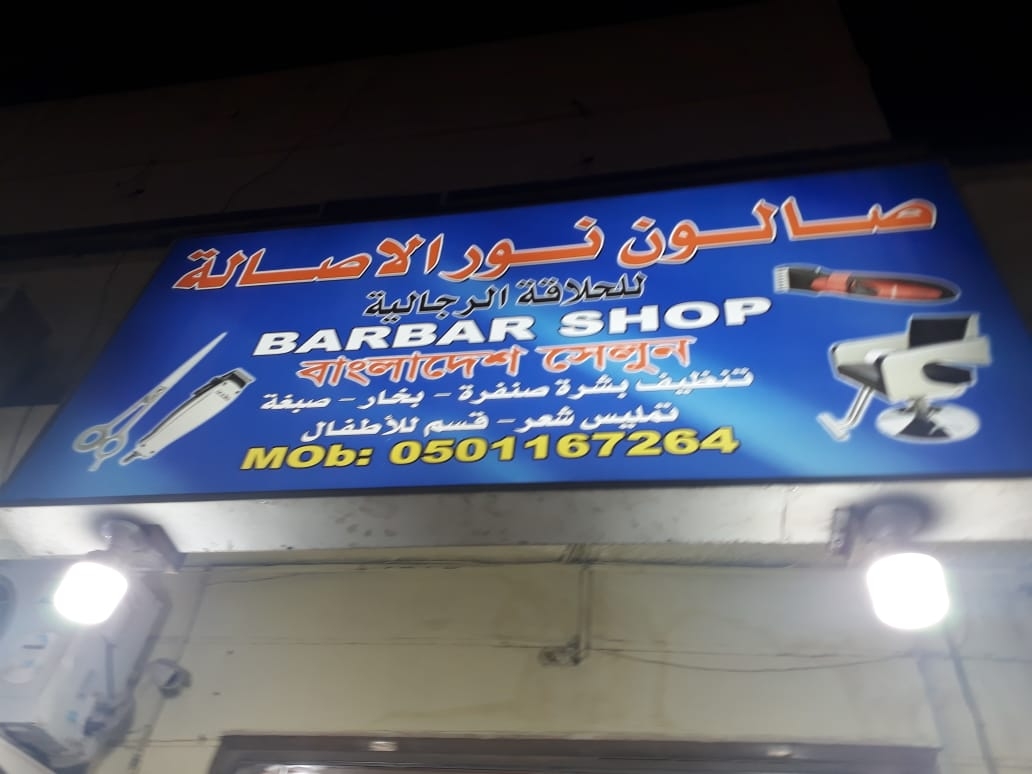 صالون نور الاصالة
للحلاقة الرجالية
BARBAR SHOP
বাংলাদেশ সেলুন
تنظيف بشرة صنفرة - بخار - صبغة
تمليس شعر - قسم للأطفال
MOb: 0501167264